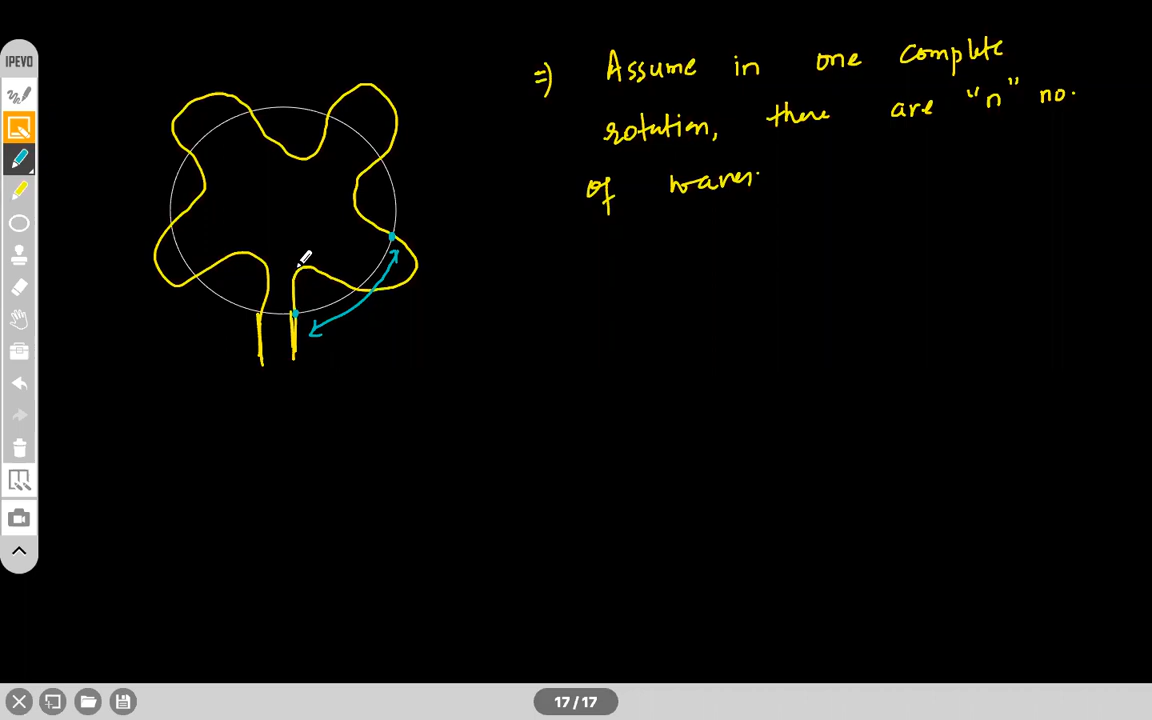 IPEVO
=) Assume in one complete
rotation, there are "n" no.
of waves.
17/17